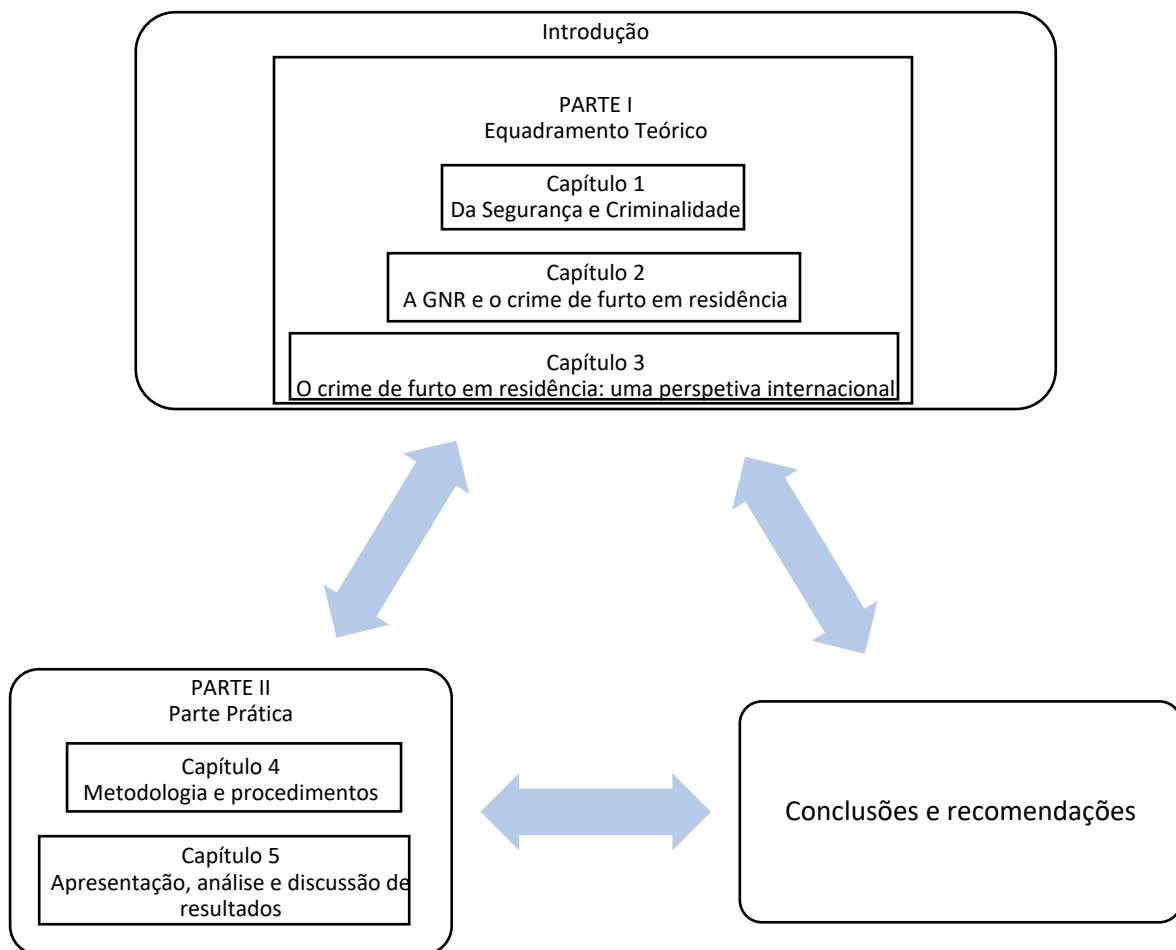 Introdução
PARTE I
Equadramento Teórico
Capítulo 1
Da Segurança e Criminalidade
Capítulo 2
A GNR e o crime de furto em residência
Capítulo 3
O crime de furto em residência: uma perspetiva internacional
PARTE II
Parte Prática
Capítulo 4
Metodologia e procedimentos
Capítulo 5
Apresentação, análise e discussão de
resultados
Conclusões e recomendações